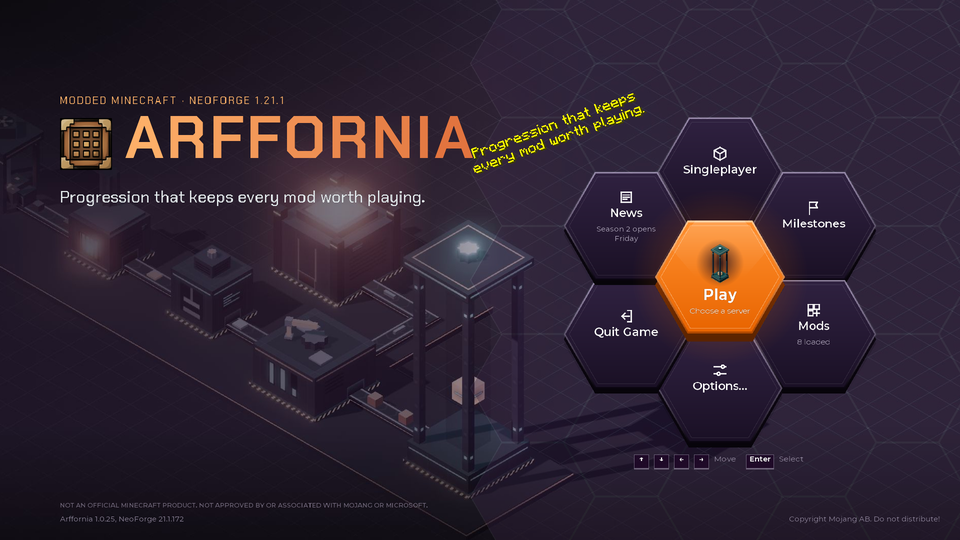 MODDED MINECRAFT · NEOFORGE 1.21.1
ARFFORNIA
Progression that keeps
every mod worth playing.
Progression that keeps every mod worth playing.
Singleplayer
News
Season 2 opens
Friday
Milestones
Play
Choose a server
Quit Game
Mods
8 loaded
Options...
Move
Enter
Select
NOT AN OFFICIAL MINECRAFT PRODUCT. NOT APPROVED BY OR ASSOCIATED WITH MOJANG OR MICROSOFT.
Arffornia 1.0.25, NeoForge 21.1.172
Copyright Mojang AB. Do not distribute!